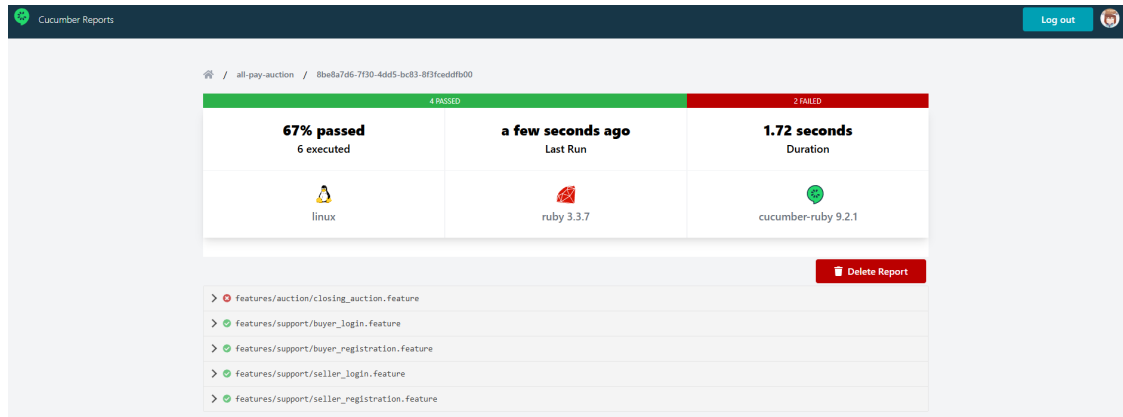 Cucumber Reports
Log out
/ all-pay-auction / 8be8a7d6-7f30-4dd5-bc83-8f3fceddfb00
4 PASSED 2 FAILED
67% passed a few seconds ago 1.72 seconds
6 executed Last Run Duration
linux ruby 3.3.7 cucumber-ruby 9.2.1
Delete Report
features/auction/closing_auction.feature
features/support/buyer_login.feature
features/support/buyer_registration.feature
features/support/seller_login.feature
features/support/seller_registration.feature